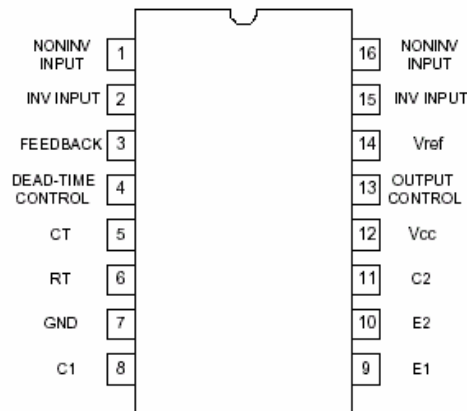 NONINV
INPUT
1
16
NONINV
INPUT
INV INPUT
2
15
INV INPUT
FEEDBACK
3
14
Vref
DEAD-TIME
CONTROL
4
13
OUTPUT
CONTROL
CT
5
12
Vcc
RT
6
11
C2
GND
7
10
E2
C1
8
9
E1